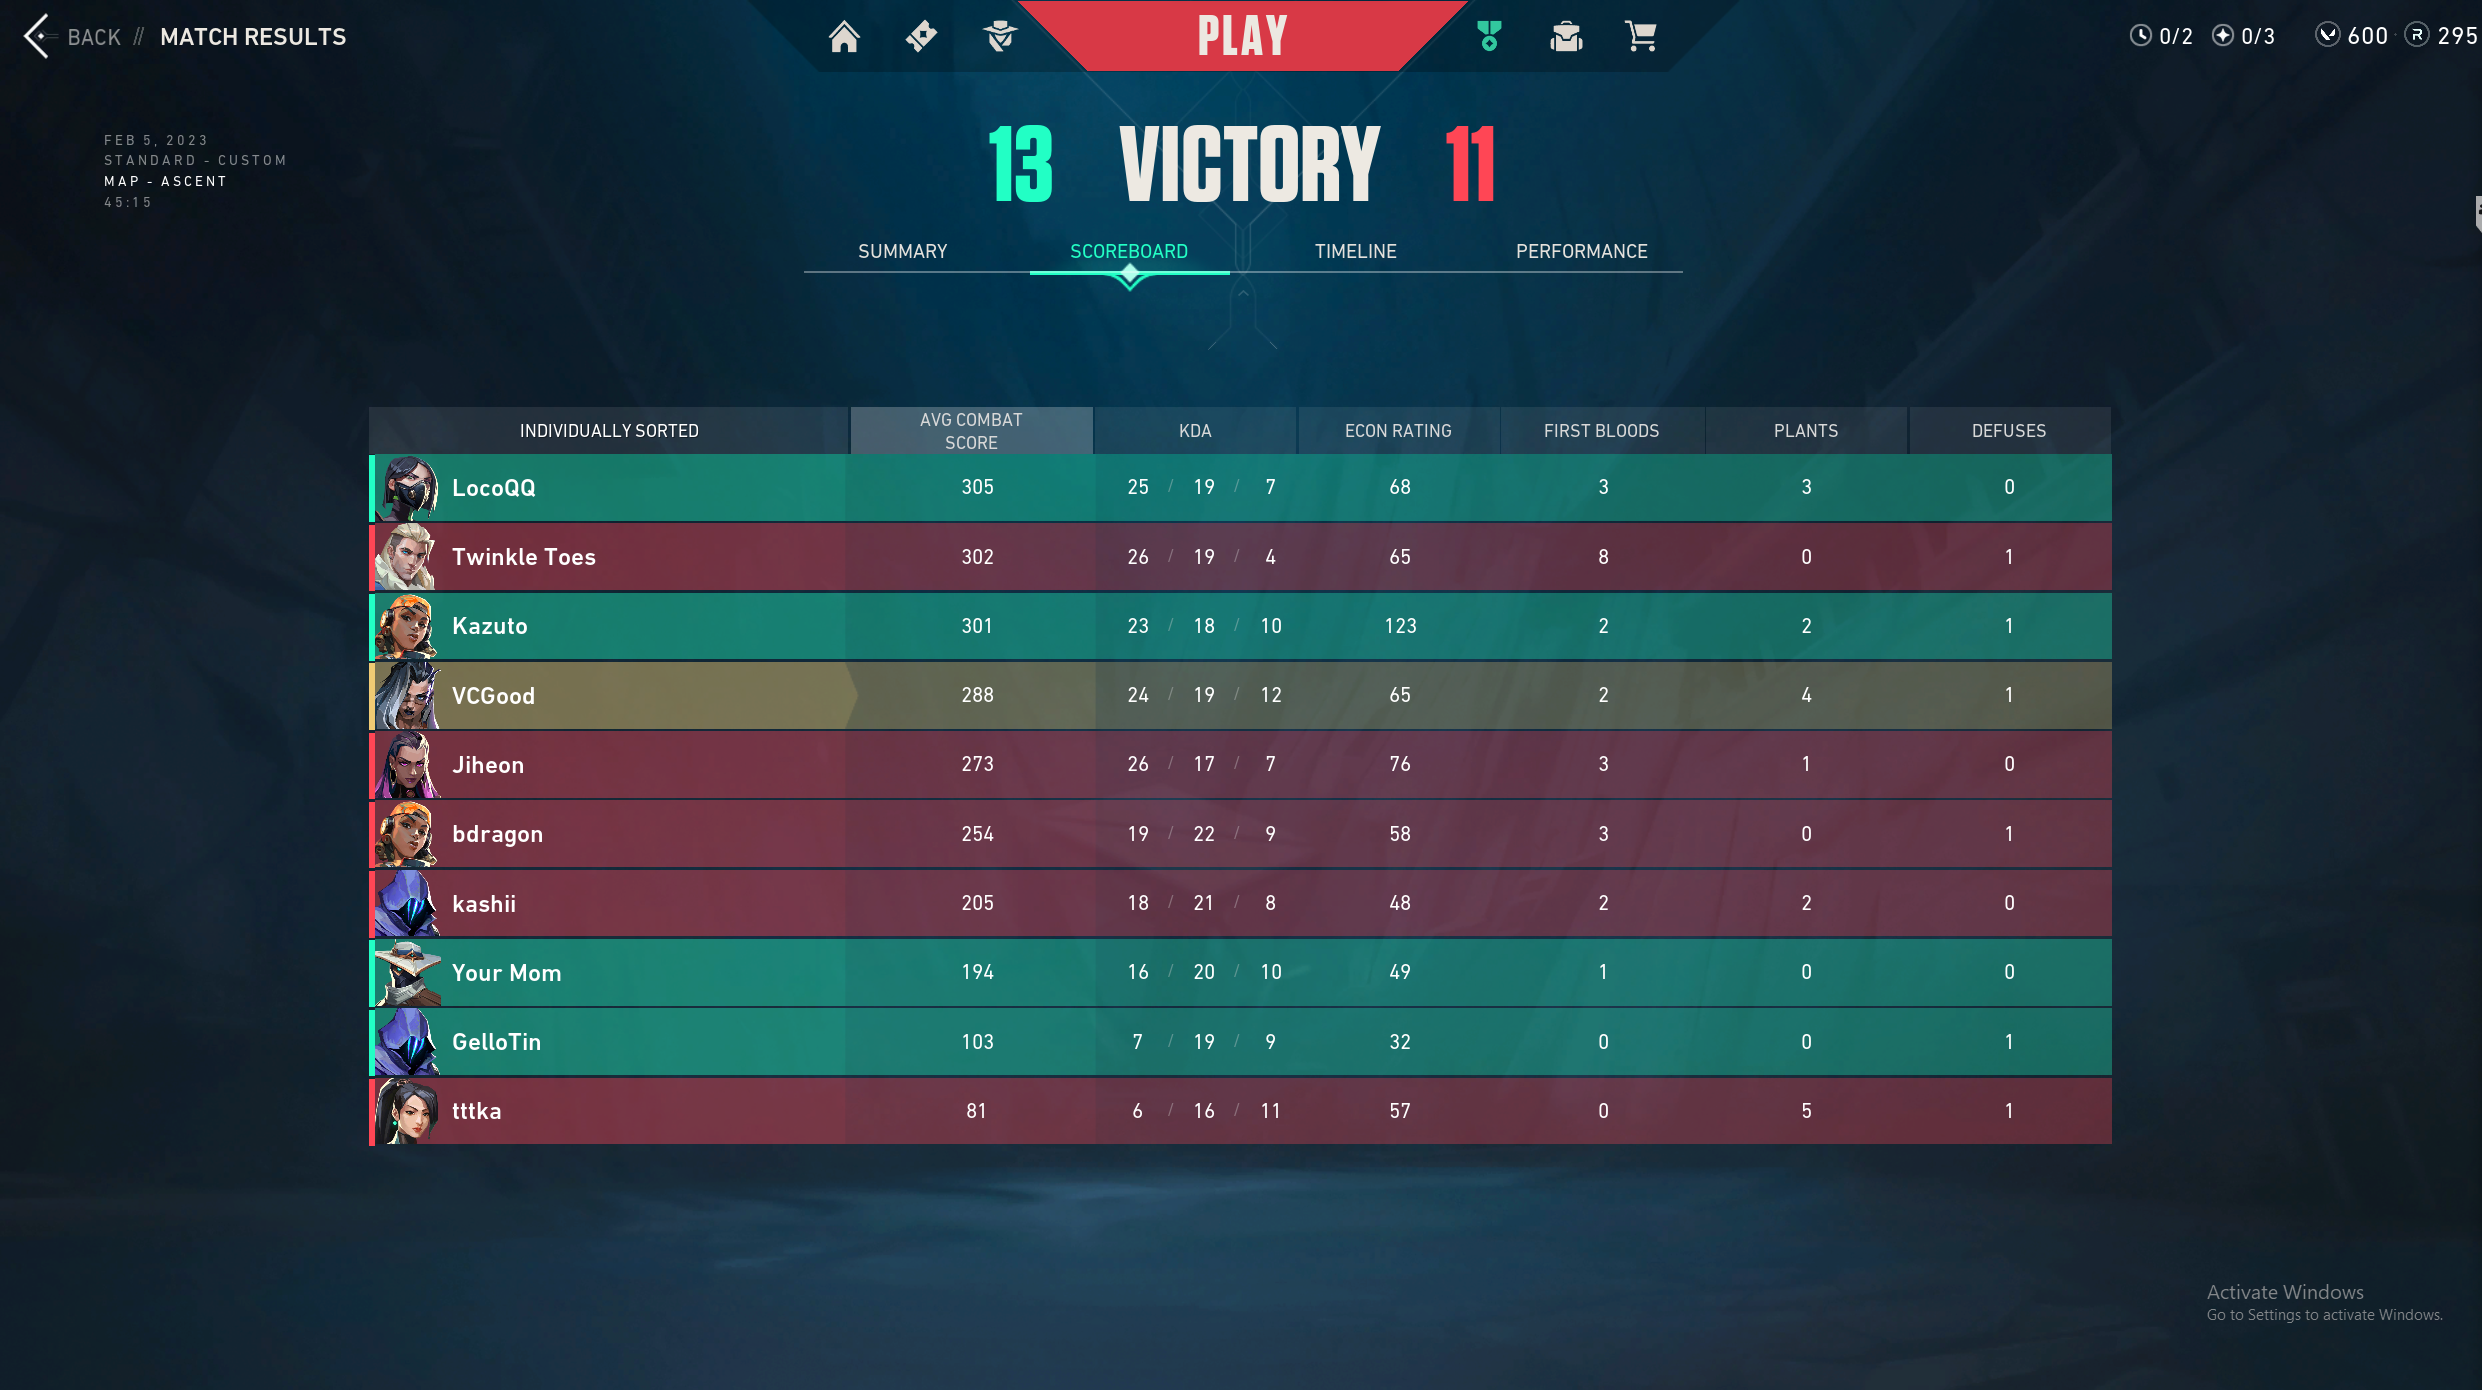 BACK // MATCH RESULTS
PLAY
0/2 0/3 600 295
FEB 5, 2023
STANDARD - CUSTOM
MAP - ASCENT
45:15
13 VICTORY 11
SUMMARY SCOREBOARD TIMELINE PERFORMANCE
INDIVIDUALLY SORTED AVG COMBAT SCORE KDA ECON RATING FIRST BLOODS PLANTS DEFUSES
LocoQQ 305 25 / 19 / 7 68 3 3 0
Twinkle Toes 302 26 / 19 / 4 65 8 0 1
Kazuto 301 23 / 18 / 10 123 2 2 1
VCGood 288 24 / 19 / 12 65 2 4 1
Jiheon 273 26 / 17 / 7 76 3 1 0
bdragon 254 19 / 22 / 9 58 3 0 1
kashii 205 18 / 21 / 8 48 2 2 0
Your Mom 194 16 / 20 / 10 49 1 0 0
GelloTin 103 7 / 19 / 9 32 0 0 1
tttka 81 6 / 16 / 11 57 0 5 1
Activate Windows
Go to Settings to activate Windows.